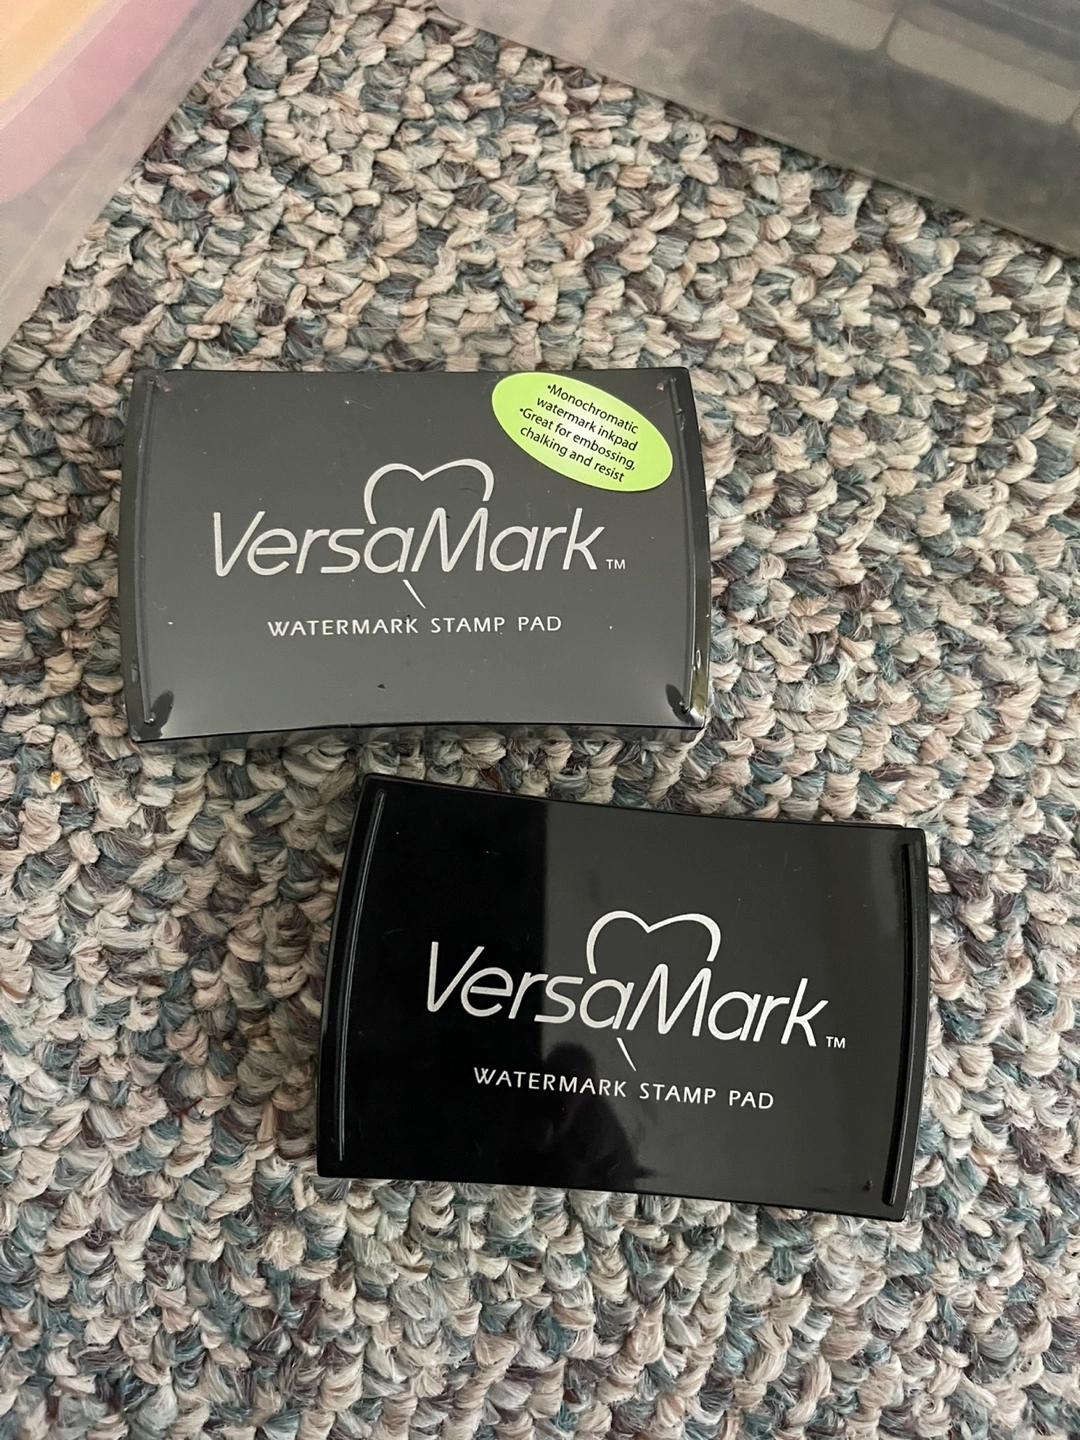 •Monochromatic
watermark inkpad
•Great for embossing,
chalking and resist
VersaMark™
WATERMARK STAMP PAD
VersaMark™
WATERMARK STAMP PAD